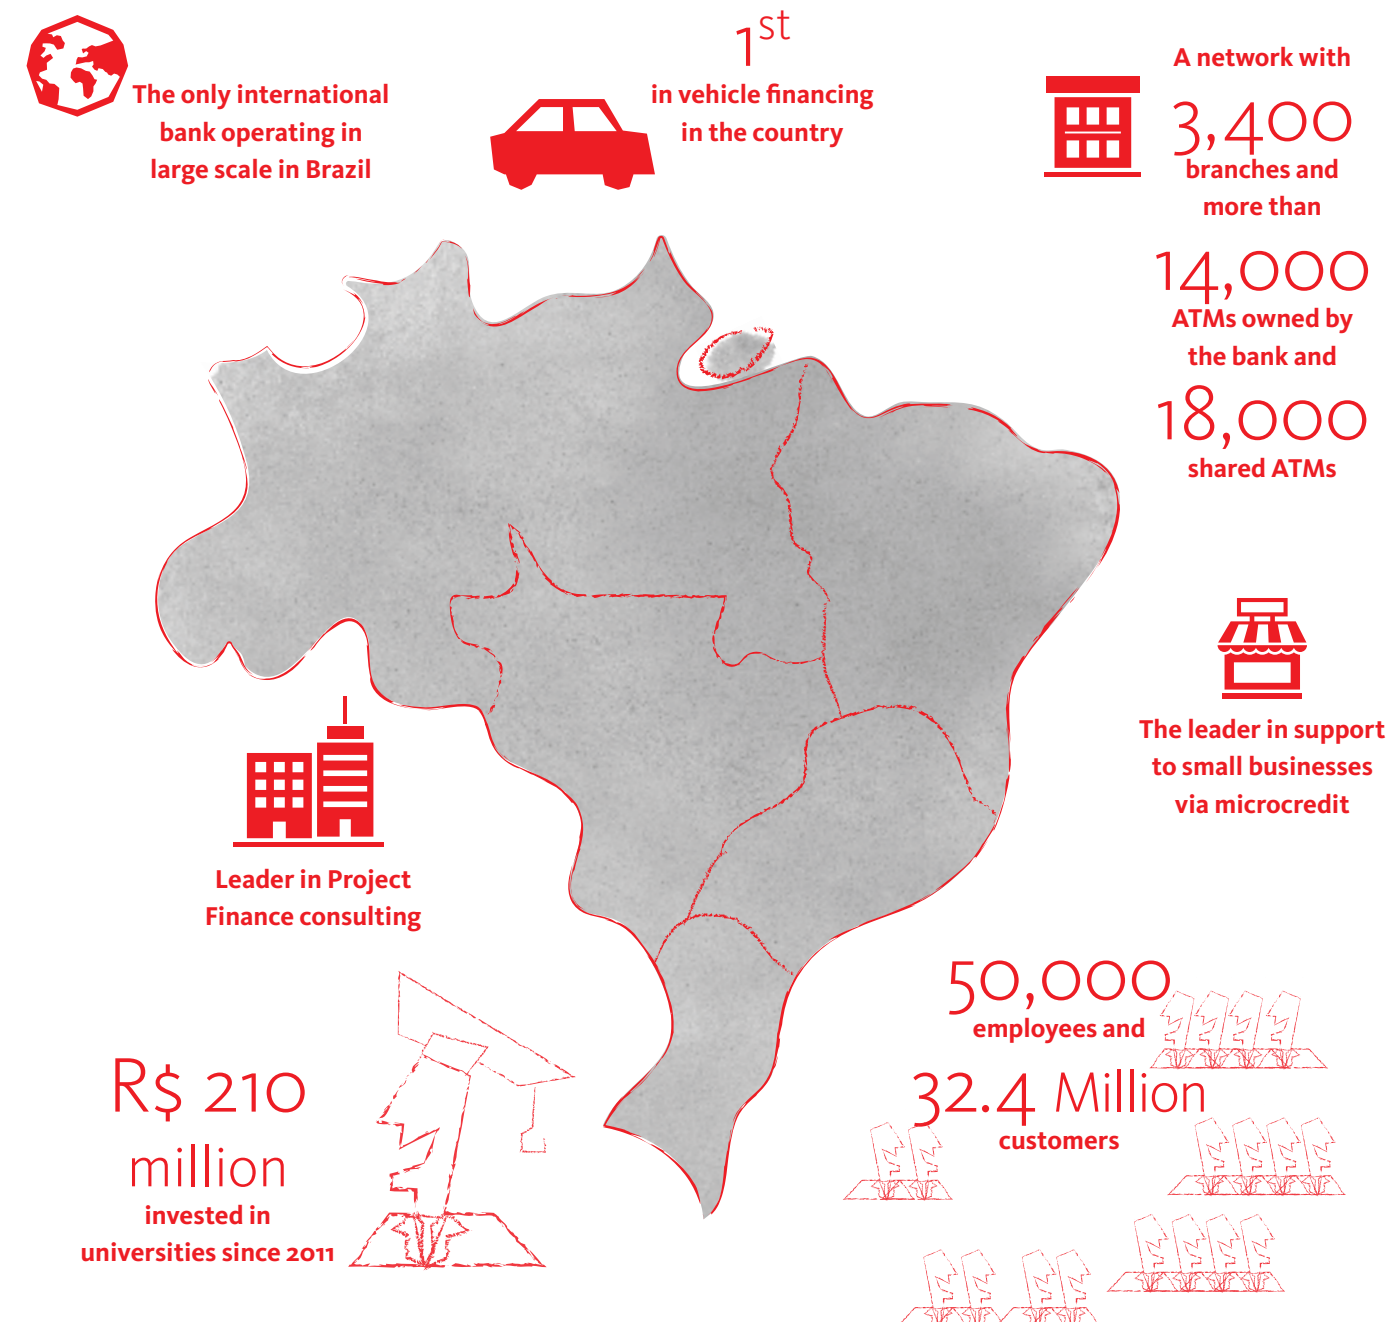 The only international
bank operating in
large scale in Brazil
1st
in vehicle financing
in the country
A network with
3,400
branches and
more than
14,000
ATMs owned by
the bank and
18,000
shared ATMs
The leader in support
to small businesses
via microcredit
Leader in Project
Finance consulting
50,000
employees and
32.4 Million
customers
R$ 210
million
invested in
universities since 2011